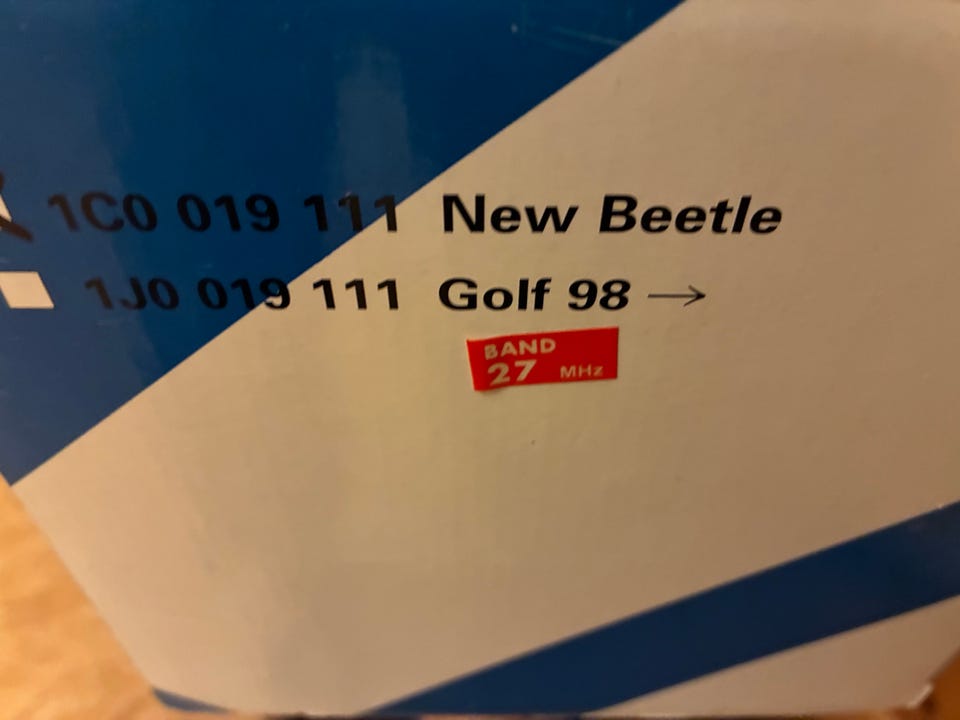 1C0 019 111 New Beetle
1J0 019 111 Golf 98 →
BAND
27 MHz